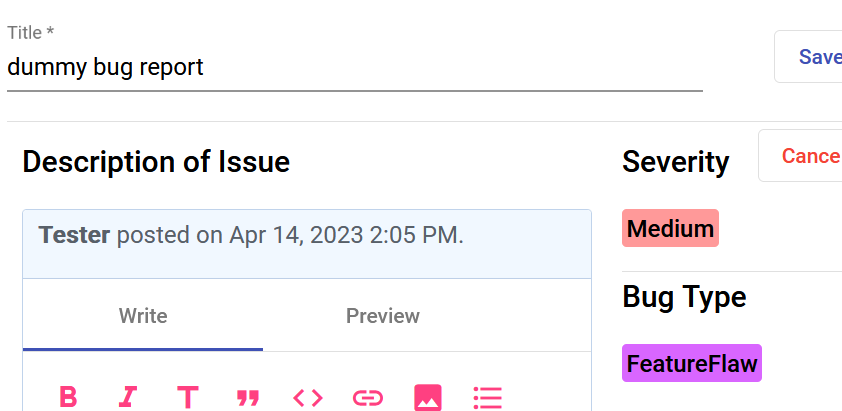 Title *
dummy bug report
Save
Description of Issue
Severity
Tester posted on Apr 14, 2023 2:05 PM.
Medium
Bug Type
Write
Preview
FeatureFlaw
B I T